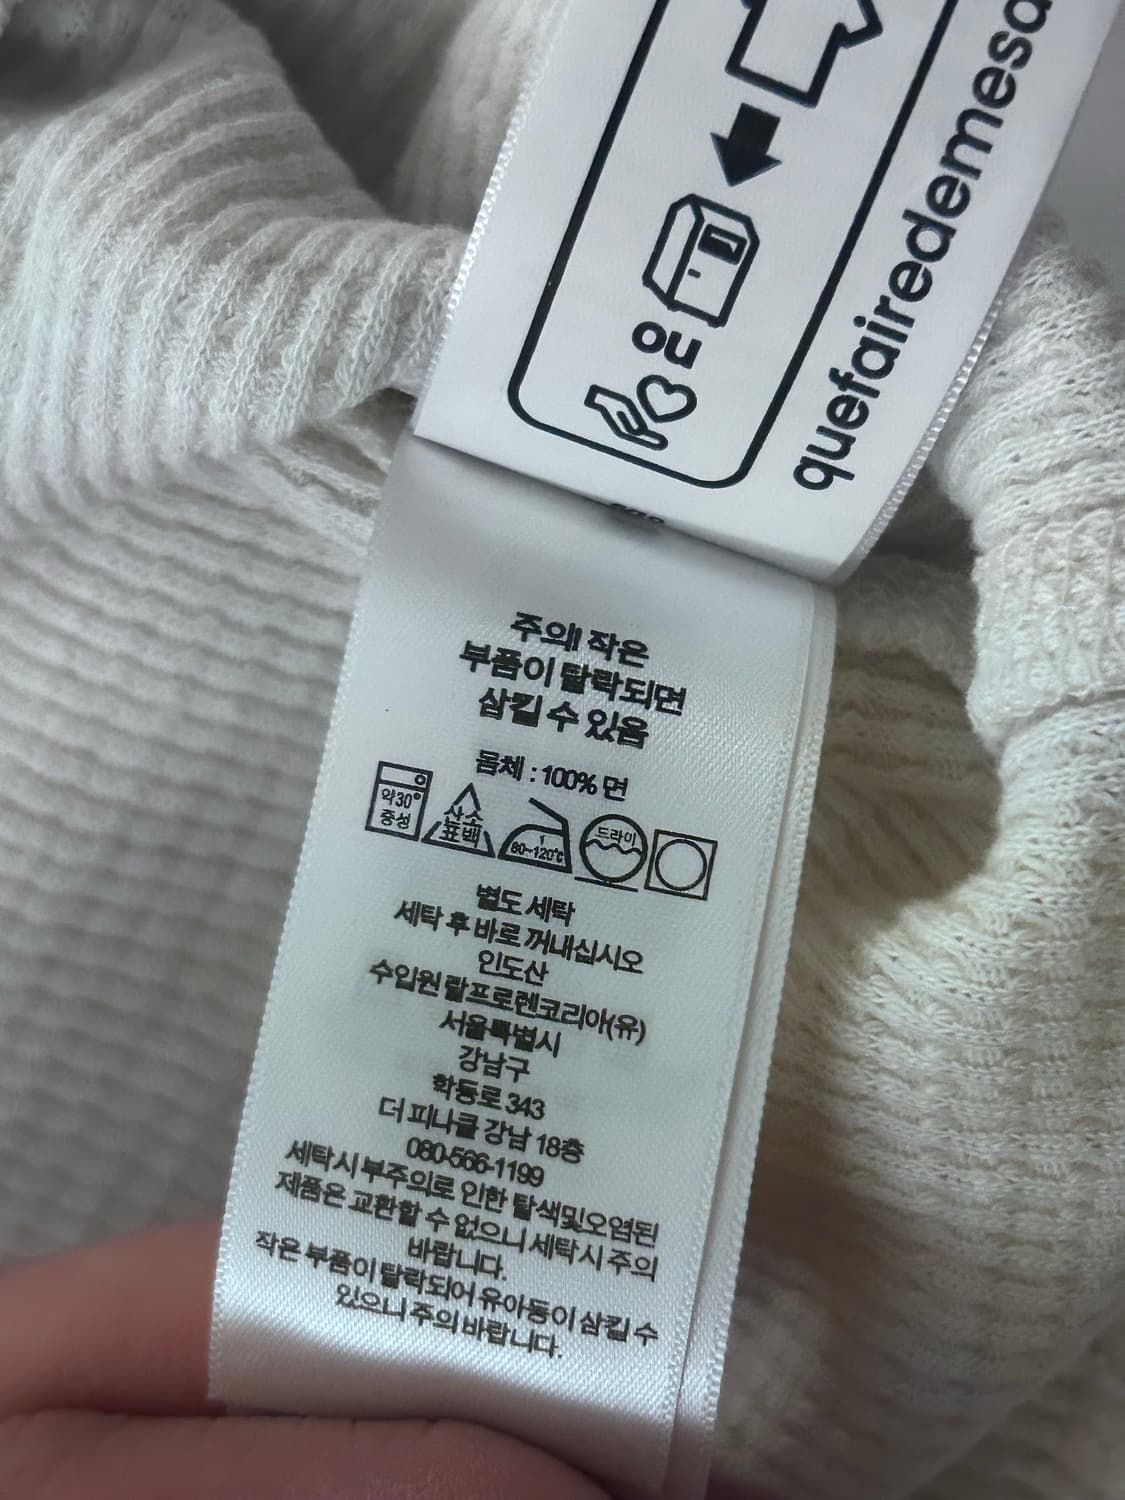 quefairedemesd
OU
주의! 작은
부품이 탈락되면
삼킬 수 있음
몸체 : 100% 면
약30°
중성
산소
표백
1
80~120℃
드라이
별도 세탁
세탁 후 바로 꺼내십시오
인도산
수입원 랄프로렌코리아(유)
서울특별시
강남구
학동로 343
더 피나클 강남 18층
080-566-1199
세탁시 부주의로 인한 탈색및오염된
제품은 교환할 수 없으니 세탁시 주의
바랍니다.
작은 부품이 탈락되어 유아동이 삼킬 수
있으니 주의 바랍니다.